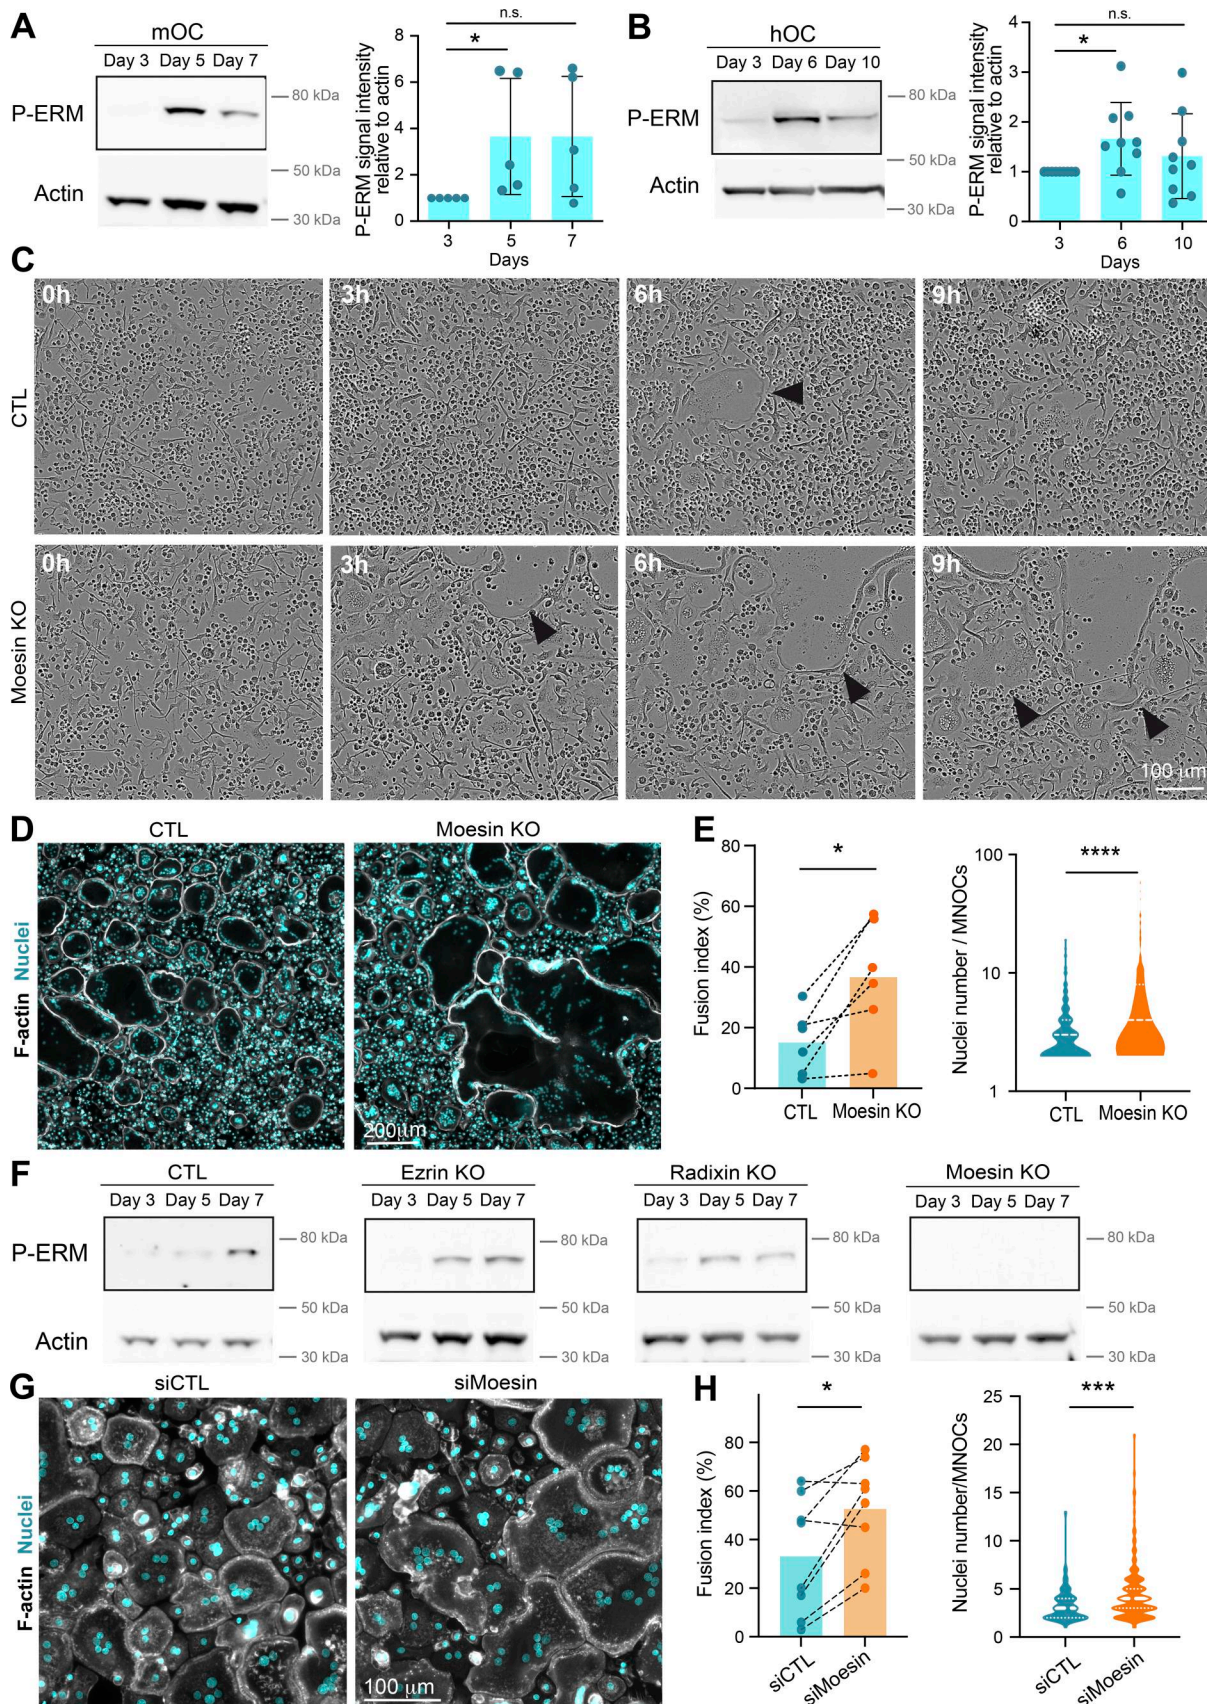 A
mOC
Day 3 Day 5 Day 7
P-ERM
80 kDa
50 kDa
Actin
30 kDa
P-ERM signal intensity
relative to actin
n.s.
*
8
6
4
2
0
3 5 7
Days
B
hOC
Day 3 Day 6 Day 10
P-ERM
80 kDa
50 kDa
Actin
30 kDa
P-ERM signal intensity
relative to actin
n.s.
*
4
3
2
1
0
3 6 10
Days
C
CTL
0h 3h 6h 9h
Moesin KO
0h 3h 6h 9h
100 µm
D
CTL Moesin KO
F-actin Nuclei
200µm
E
Fusion index (%)
*
80
60
40
20
0
CTL Moesin KO
Nuclei number / MNOCs
****
100
10
1
CTL Moesin KO
F
CTL Ezrin KO Radixin KO Moesin KO
Day 3 Day 5 Day 7 Day 3 Day 5 Day 7 Day 3 Day 5 Day 7 Day 3 Day 5 Day 7
P-ERM
80 kDa 80 kDa 80 kDa 80 kDa
50 kDa 50 kDa 50 kDa 50 kDa
Actin
30 kDa 30 kDa 30 kDa 30 kDa
G
siCTL siMoesin
F-actin Nuclei
100 µm
H
Fusion index (%)
*
80
60
40
20
0
siCTL siMoesin
Nuclei number/MNOCs
***
25
20
15
10
5
0
siCTL siMoesin